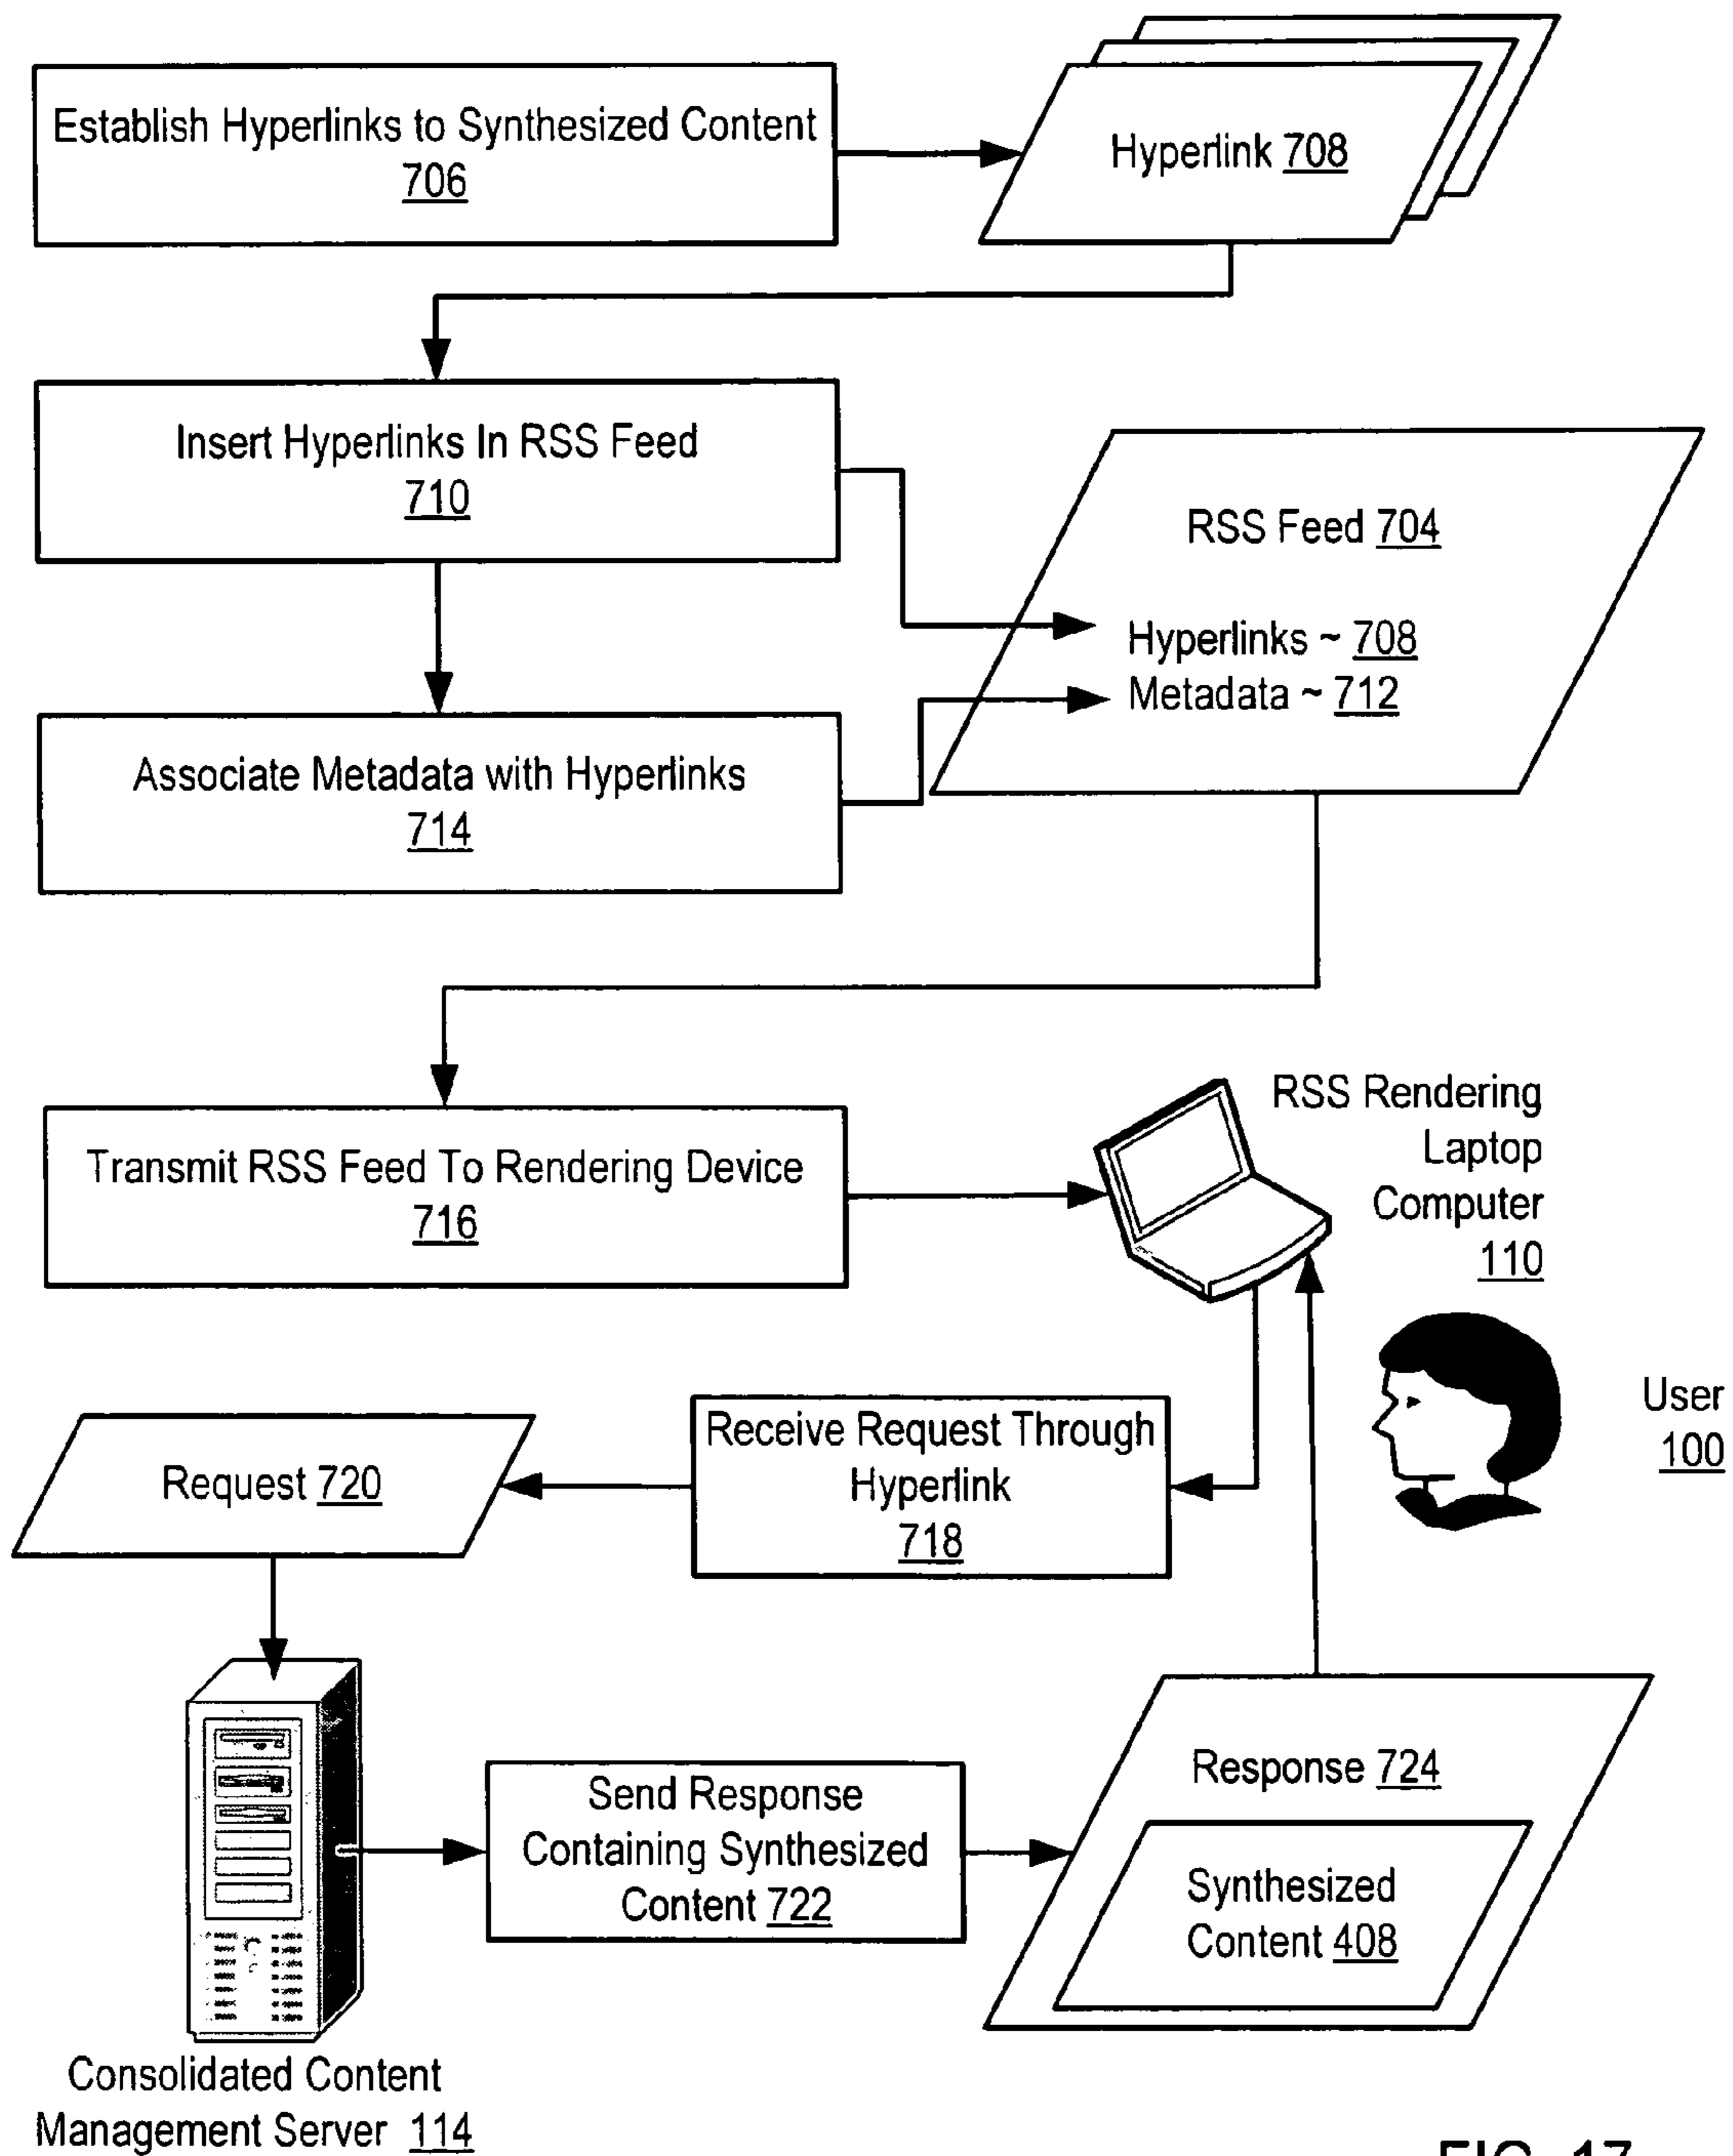 Establish Hyperlinks to Synthesized Content
706
Hyperlink 708
Insert Hyperlinks In RSS Feed
710
RSS Feed 704
Hyperlinks ~ 708
Metadata ~ 712
Associate Metadata with Hyperlinks
714
Transmit RSS Feed To Rendering Device
716
RSS Rendering
Laptop
Computer
110
User
100
Receive Request Through
Hyperlink
718
Request 720
Send Response
Containing Synthesized
Content 722
Response 724
Synthesized
Content 408
Consolidated Content
Management Server 114
FIG. 17